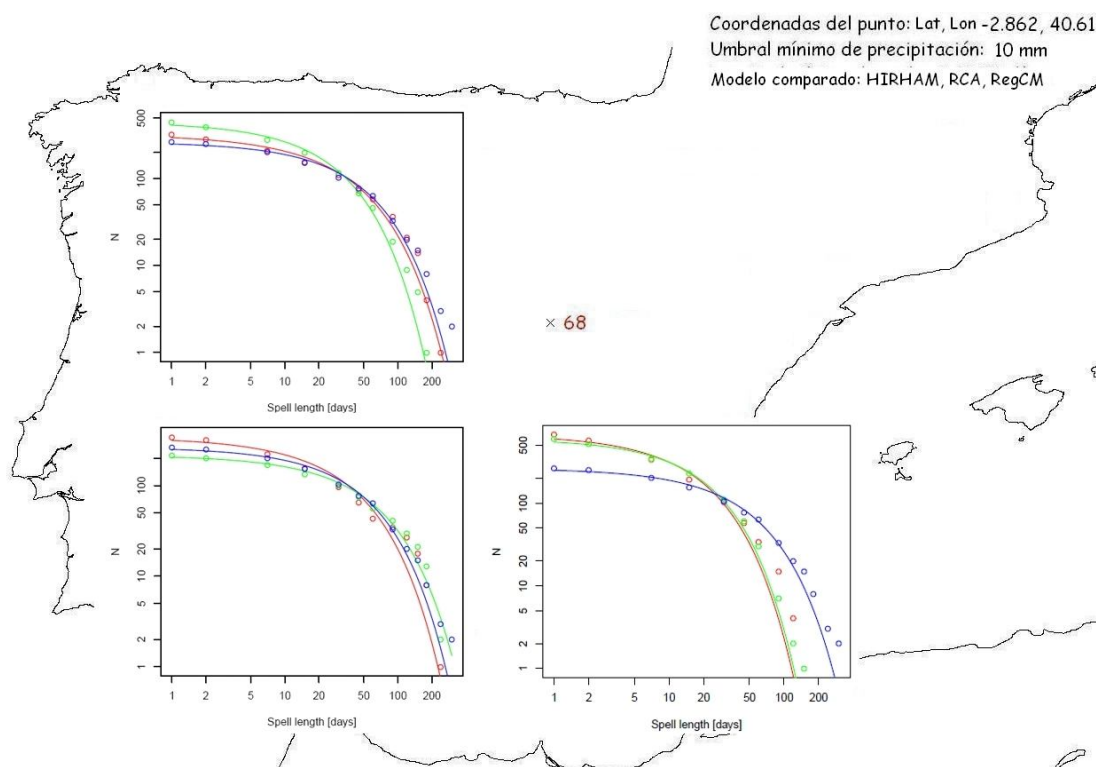 Coordenadas del punto: Lat, Lon -2.862, 40.61
Umbral mínimo de precipitación: 10 mm
Modelo comparado: HIRHAM, RCA, RegCM
500
100
50
20
10
5
2
1
N
1 2 5 10 20 50 100 200
Spell length [days]
× 68
100
50
20
10
5
2
1
N
1 2 5 10 20 50 100 200
Spell length [days]
500
100
50
20
10
5
2
1
N
1 2 5 10 20 50 100 200
Spell length [days]